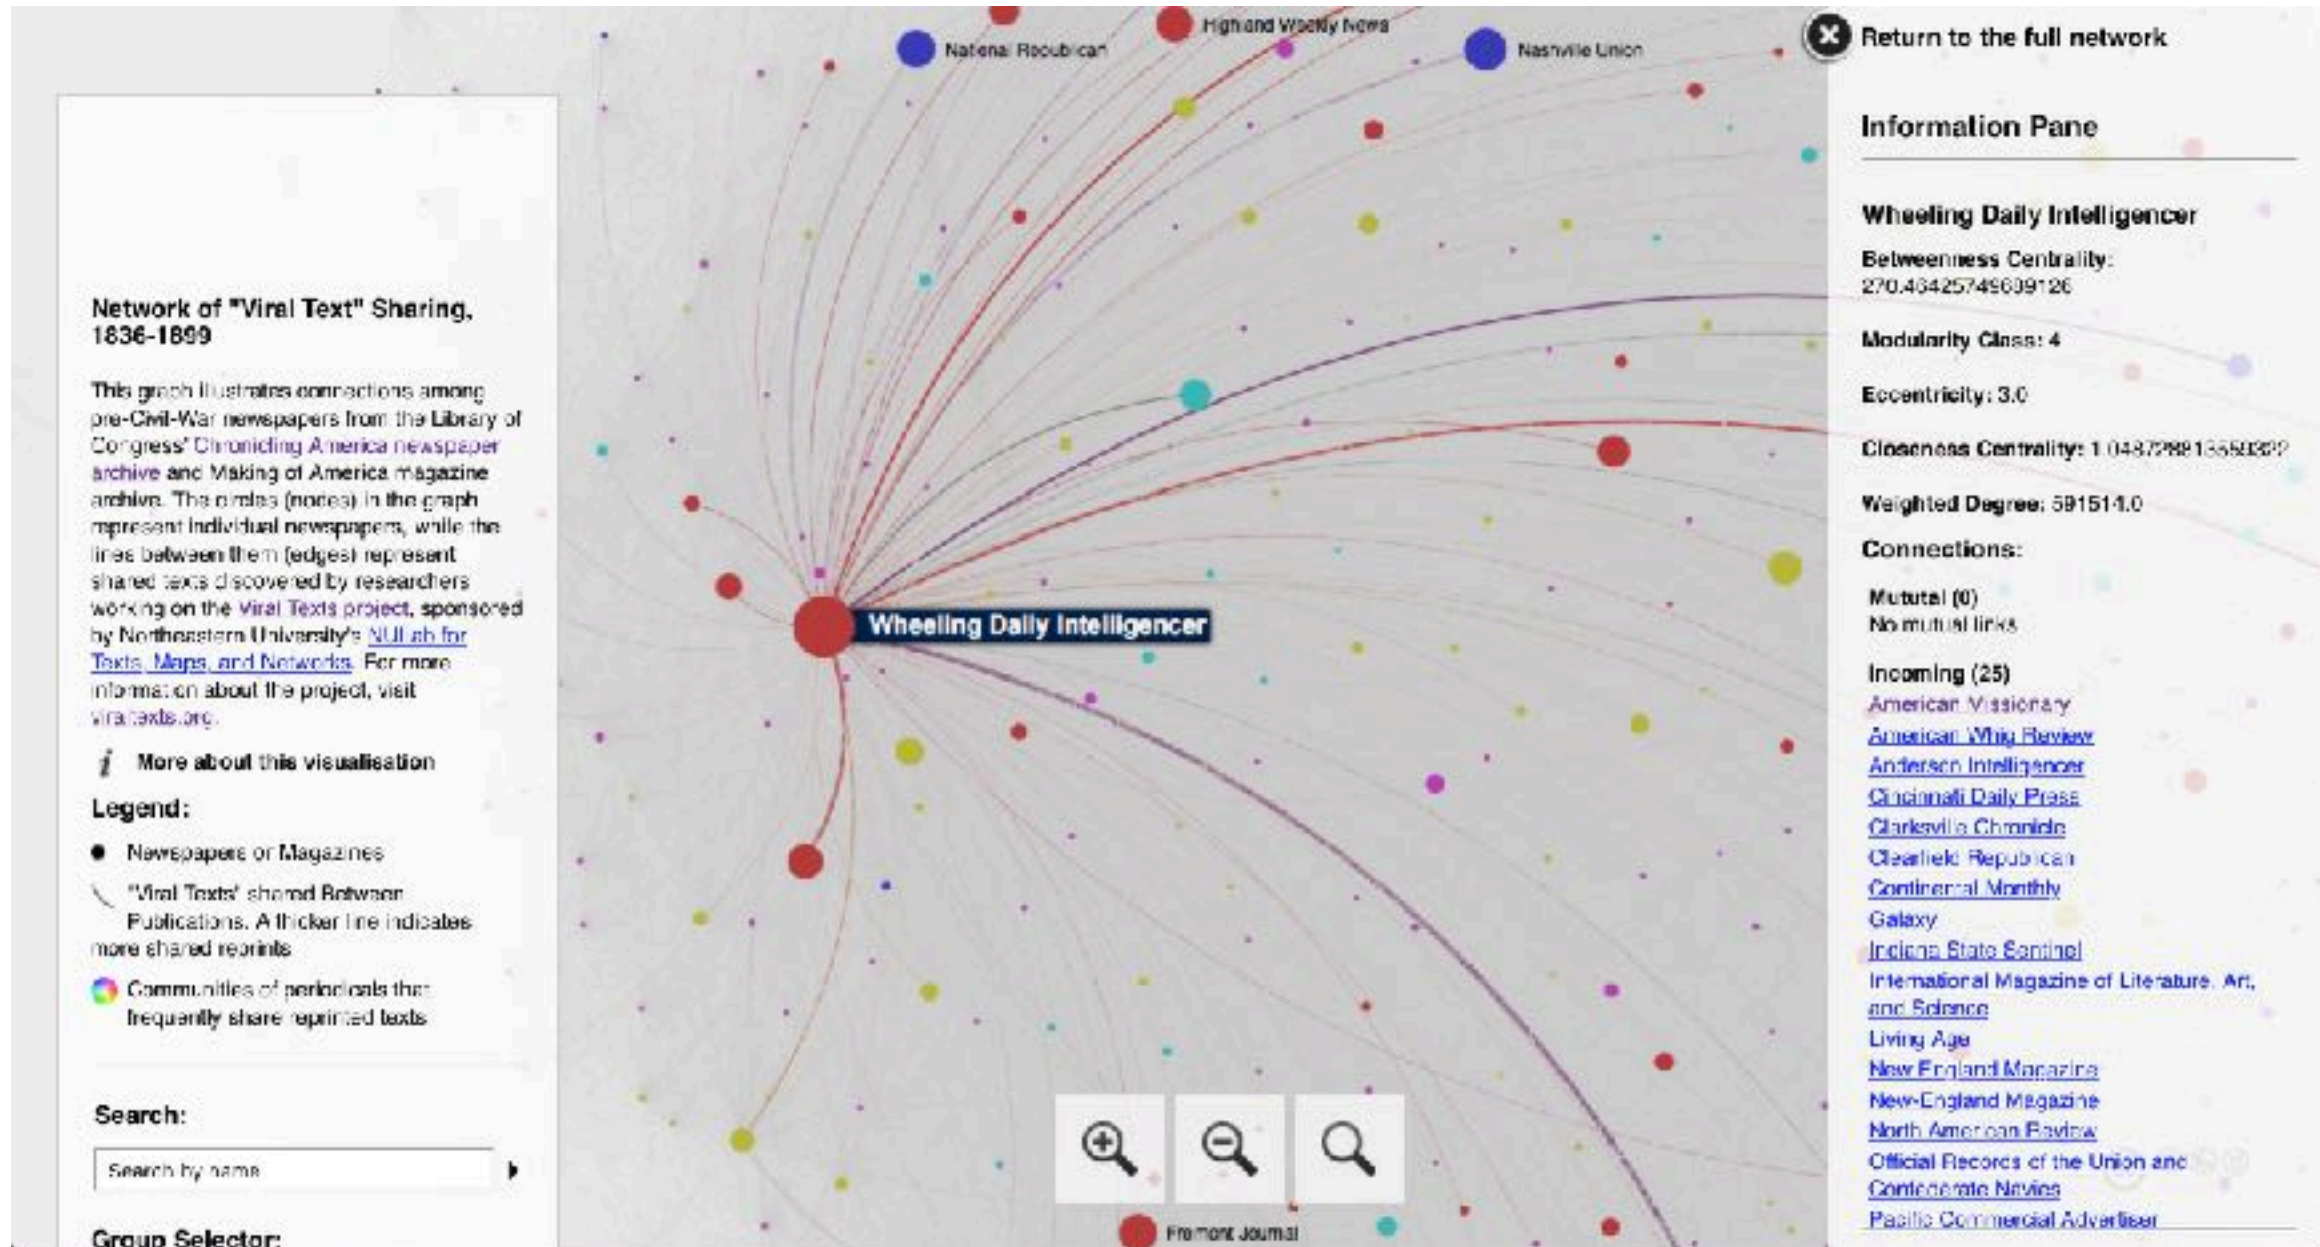 Network of "Viral Text" Sharing,
1836-1899
This graph illustrates connections among
pre-Civil-War newspapers from the Library of
Congress' Chronicling America newspaper
archive and Making of America magazine
archive. The circles (nodes) in the graph
represent individual newspapers, while the
lines between them (edges) represent
shared texts discovered by researchers
working on the Viral Texts project, sponsored
by Northeastern University's NULab for
Texts, Maps, and Networks. For more
information about the project, visit
viraltexts.org.
i More about this visualisation
Legend:
Newspapers or Magazines
"Viral Texts" shared Between
Publications. A thicker line indicates
more shared reprints
Communities of periodicals that
frequently share reprinted texts
Search:
Search by name
Group Selector:
Highland Weekly News
National Republican
Nashville Union
Wheeling Daily Intelligencer
Fremont Journal
Return to the full network
Information Pane
Wheeling Daily Intelligencer
Betweenness Centrality:
Modularity Class: 4
Eccentricity: 3.0
Closeness Centrality:
Weighted Degree: 591514.0
Connections:
Mututal (0)
No mutual links
Incoming (25)
American Missionary
American Whig Review
Anderson Intelligencer
Cincinnati Daily Press
Clarksville Chronicle
Clearfield Republican
Continental Monthly
Galaxy
Indiana State Sentinel
International Magazine of Literature, Art,
and Science
Living Age
New England Magazine
New-England Magazine
North American Review
Official Records of the Union and
Confederate Navies
Pacific Commercial Advertiser